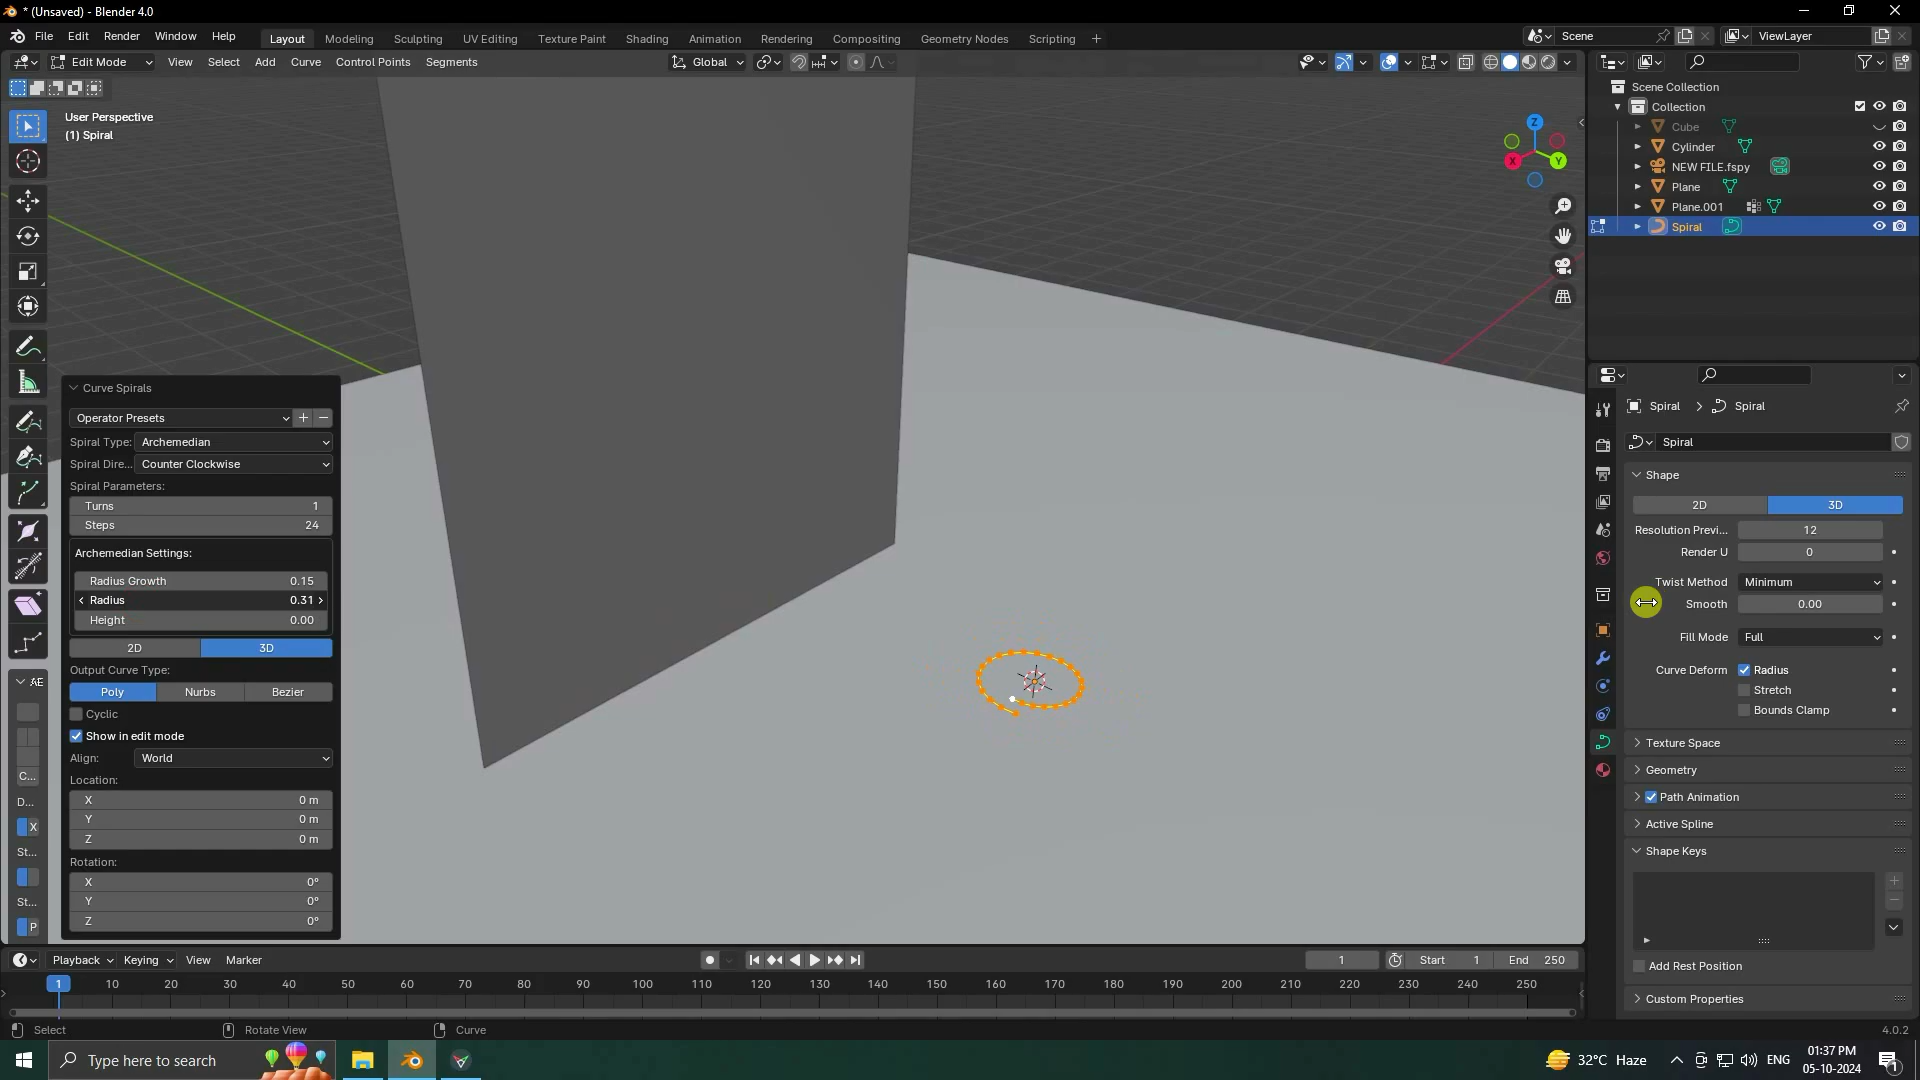 * (Unsaved) - Blender 4.0
File Edit Render Window Help
Layout Modeling Sculpting UV Editing Texture Paint Shading Animation Rendering Compositing Geometry Nodes Scripting +
Scene
ViewLayer
Edit Mode View Select Add Curve Control Points Segments
Global
User Perspective
(1) Spiral
Z
X
Y
Curve Spirals
Operator Presets
Spiral Type: Archemedian
Spiral Dire... Counter Clockwise
Spiral Parameters:
Turns 1
Steps 24
Archemedian Settings:
Radius Growth 0.15
Radius 0.31
Height 0.00
2D 3D
Output Curve Type:
Poly Nurbs Bezier
Cyclic
Show in edit mode
Align: World
Location:
X 0 m
Y 0 m
Z 0 m
Rotation:
X 0°
Y 0°
Z 0°
AE
C...
D...
X
St...
St...
P
Scene Collection
Collection
Cube
Cylinder
NEW FILE.fspy
Plane
Plane.001
Spiral
Spiral > Spiral
Spiral
Shape
2D 3D
Resolution Previ... 12
Render U 0
Twist Method Minimum
Smooth 0.00
Fill Mode Full
Curve Deform Radius
Stretch
Bounds Clamp
Texture Space
Geometry
Path Animation
Active Spline
Shape Keys
Add Rest Position
Custom Properties
Playback Keying View Marker
1 Start 1 End 250
1 10 20 30 40 50 60 70 80 90 100 110 120 130 140 150 160 170 180 190 200 210 220 230 240 250
Select Rotate View Curve
4.0.2
Type here to search
32°C Haze
ENG
01:37 PM
05-10-2024
1